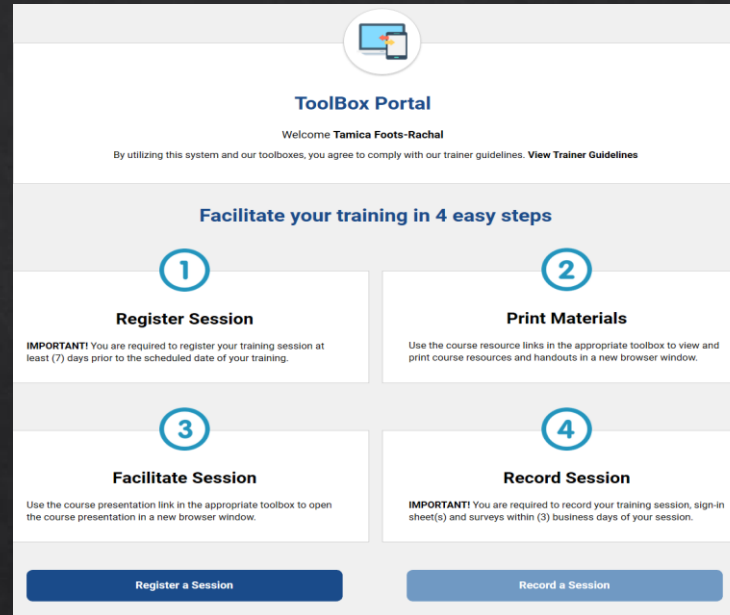 ToolBox Portal
Welcome Tamica Foots-Rachal
By utilizing this system and our toolboxes, you agree to comply with our trainer guidelines. View Trainer Guidelines
Facilitate your training in 4 easy steps
1
Register Session
IMPORTANT! You are required to register your training session at
least (7) days prior to the scheduled date of your training.
2
Print Materials
Use the course resource links in the appropriate toolbox to view and
print course resources and handouts in a new browser window.
3
Facilitate Session
Use the course presentation link in the appropriate toolbox to open
the course presentation in a new browser window.
4
Record Session
IMPORTANT! You are required to record your training session, sign-in
sheet(s) and surveys within (3) business days of your session.
Register a Session
Record a Session